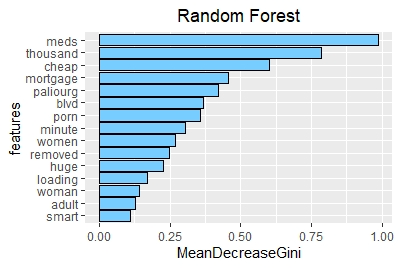 Random Forest
features
meds
thousand
cheap
mortgage
paliourg
blvd
porn
minute
women
removed
huge
loading
woman
adult
smart
0.00 0.25 0.50 0.75 1.00
MeanDecreaseGini